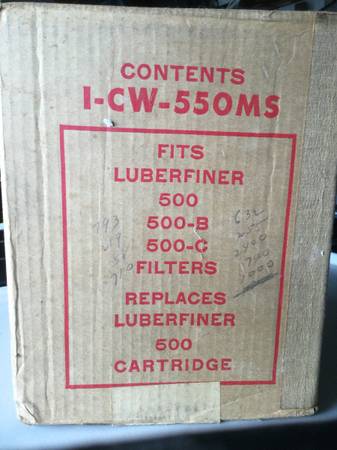 CONTENTS
I-CW-550MS
FITS
LUBERFINER
500
500-B
500-C
FILTERS
REPLACES
LUBERFINER
500
CARTRIDGE